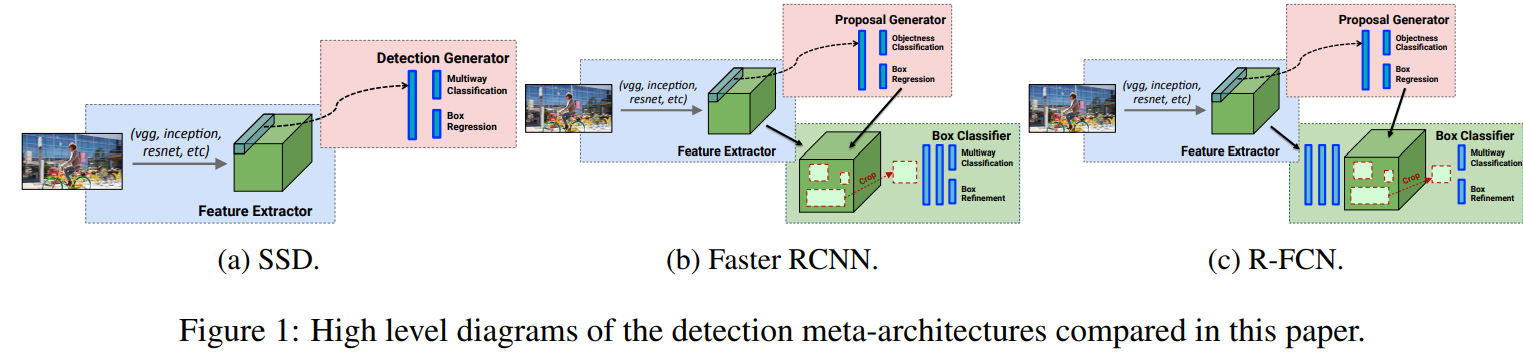 Detection Generator
Multiway
Classification
Box
Regression
(vgg, inception,
resnet, etc)
Feature Extractor
(a) SSD.
Proposal Generator
Objectness
Classification
Box
Regression
(vgg, inception,
resnet, etc)
Feature Extractor
Box Classifier
Multiway
Classification
Box
Refinement
Crop
(b) Faster RCNN.
Proposal Generator
Objectness
Classification
Box
Regression
(vgg, inception,
resnet, etc)
Feature Extractor
Box Classifier
Multiway
Classification
Box
Refinement
Crop
(c) R-FCN.
Figure 1: High level diagrams of the detection meta-architectures compared in this paper.